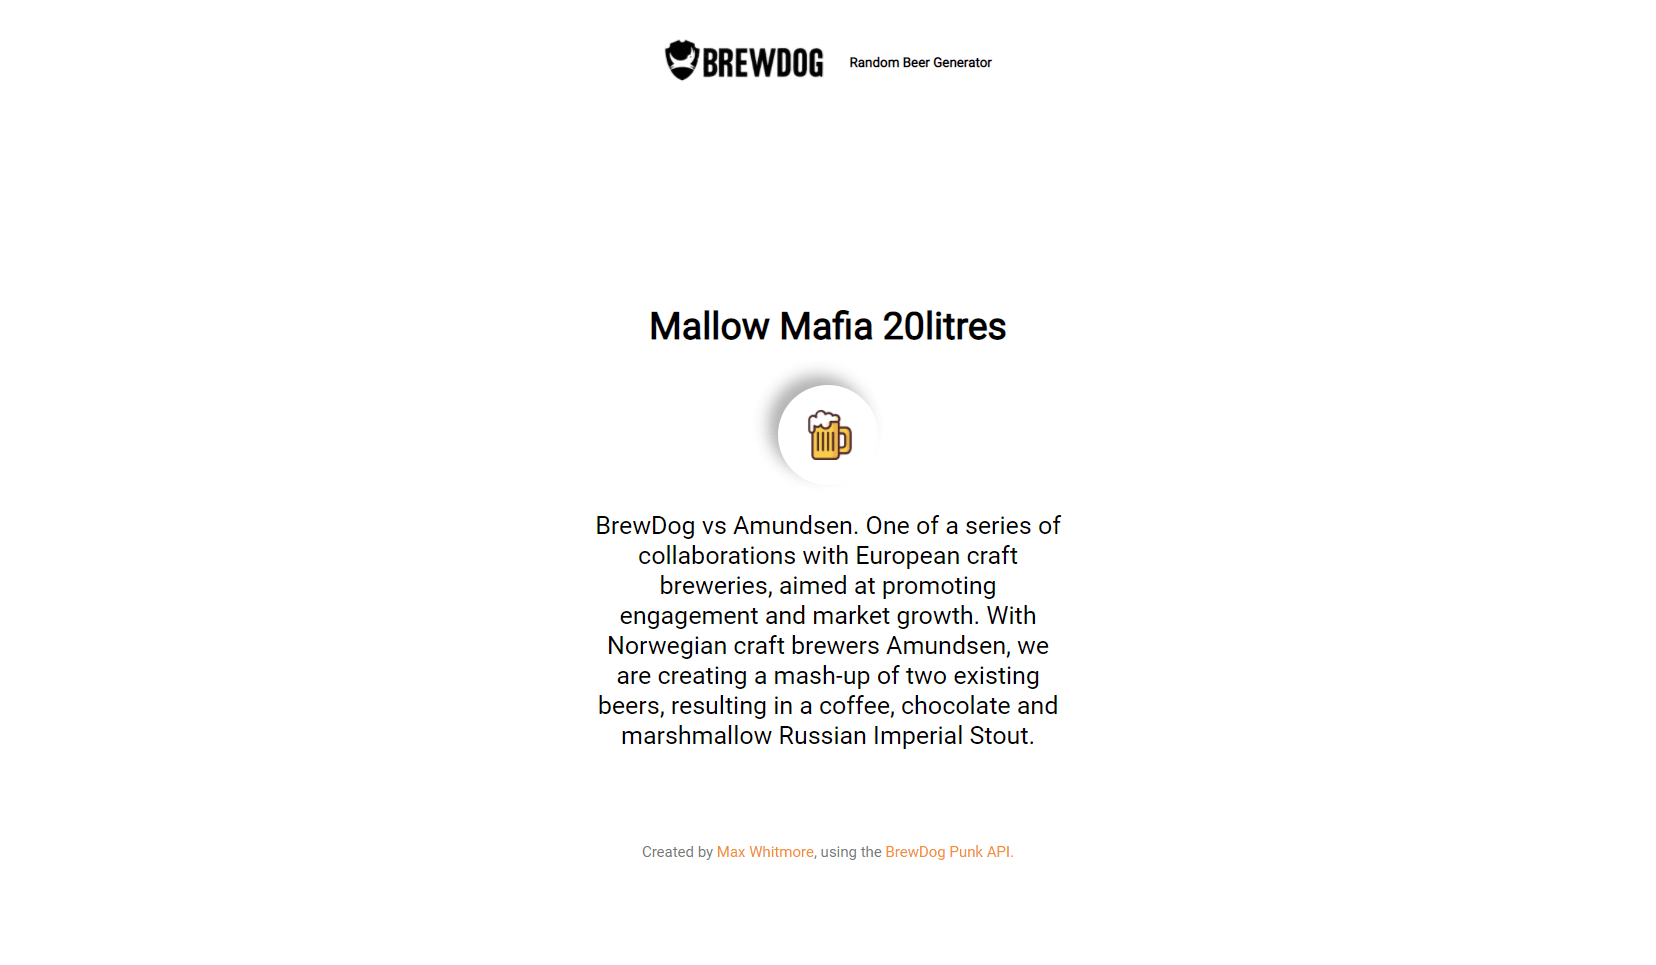 BREWDOG Random Beer Generator
Mallow Mafia 20litres
BrewDog vs Amundsen. One of a series of
collaborations with European craft
breweries, aimed at promoting
engagement and market growth. With
Norwegian craft brewers Amundsen, we
are creating a mash-up of two existing
beers, resulting in a coffee, chocolate and
marshmallow Russian Imperial Stout.
Created by Max Whitmore, using the BrewDog Punk API.